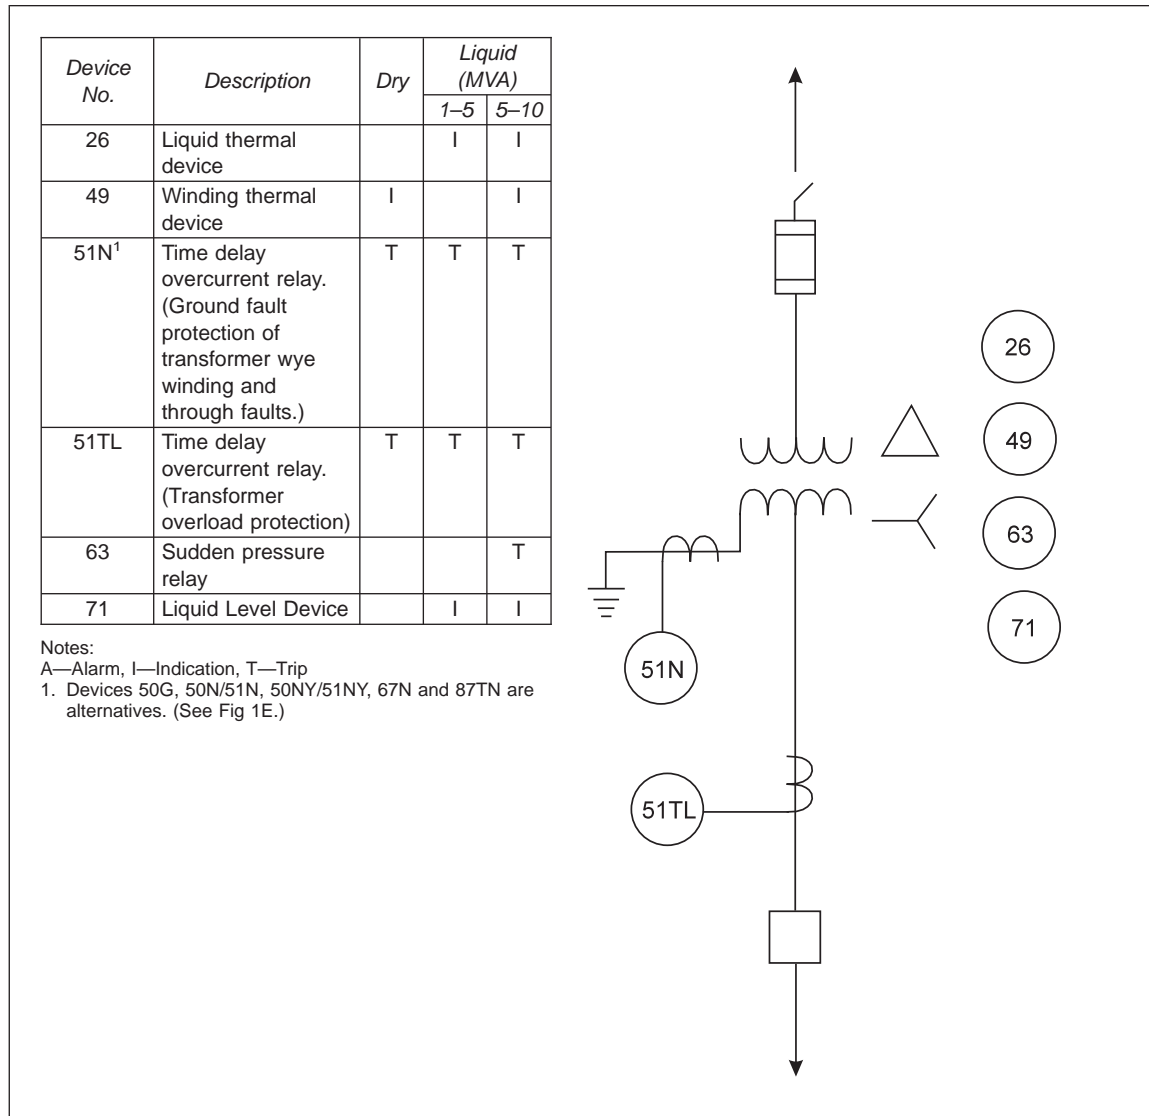 Device No. Description Dry Liquid (MVA)
1–5 5–10
26 Liquid thermal device I I
49 Winding thermal device I I
51N¹ Time delay overcurrent relay. (Ground fault protection of transformer wye winding and through faults.) T T T
51TL Time delay overcurrent relay. (Transformer overload protection) T T T
63 Sudden pressure relay T
71 Liquid Level Device I I
Notes:
A—Alarm, I—Indication, T—Trip
1. Devices 50G, 50N/51N, 50NY/51NY, 67N and 87TN are
alternatives. (See Fig 1E.)
26
49
63
71
51N
51TL